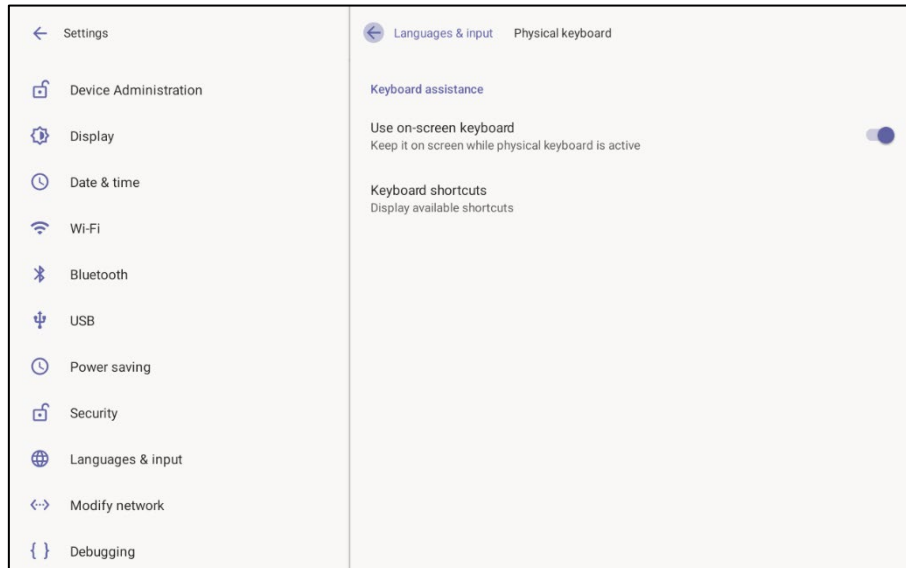 Settings
Device Administration
Display
Date & time
Wi-Fi
Bluetooth
USB
Power saving
Security
Languages & input
Modify network
Debugging
Languages & input Physical keyboard
Keyboard assistance
Use on-screen keyboard
Keep it on screen while physical keyboard is active
Keyboard shortcuts
Display available shortcuts